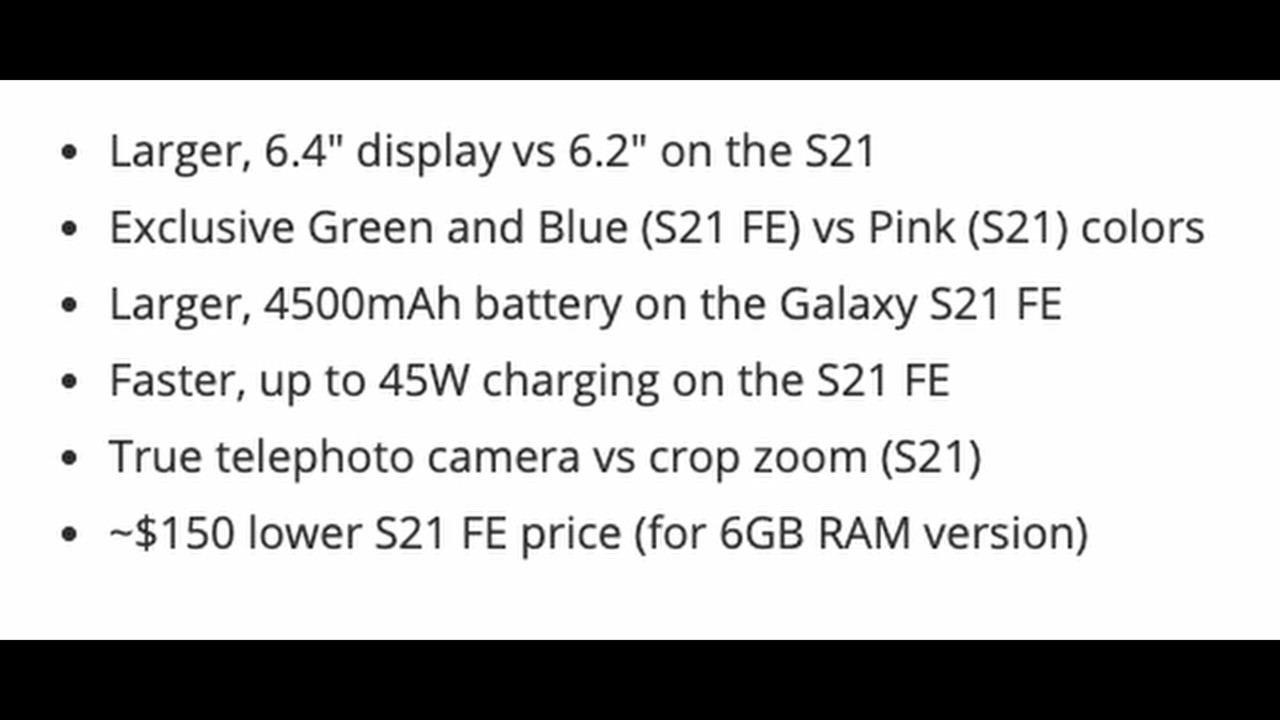 • Larger, 6.4" display vs 6.2" on the S21
• Exclusive Green and Blue (S21 FE) vs Pink (S21) colors
• Larger, 4500mAh battery on the Galaxy S21 FE
• Faster, up to 45W charging on the S21 FE
• True telephoto camera vs crop zoom (S21)
• ~$150 lower S21 FE price (for 6GB RAM version)